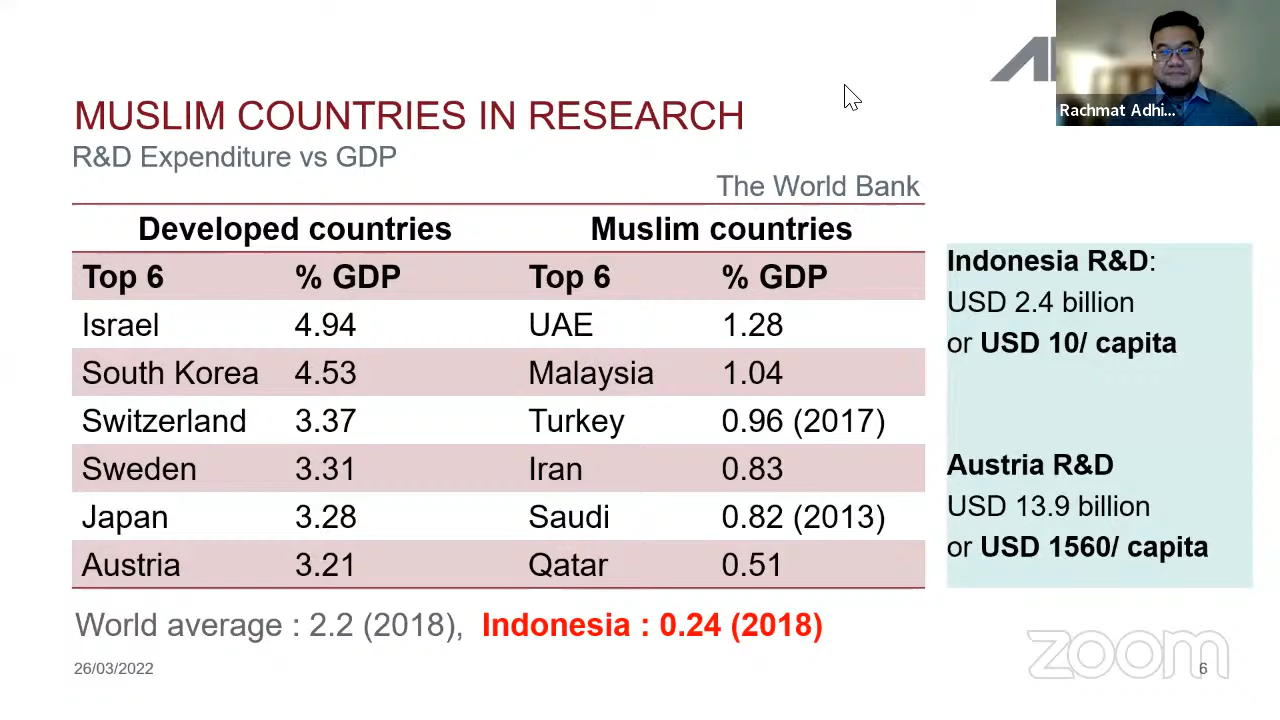 MUSLIM COUNTRIES IN RESEARCH
R&D Expenditure vs GDP
The World Bank
Developed countries Muslim countries
Top 6 % GDP Top 6 % GDP
Israel 4.94 UAE 1.28
South Korea 4.53 Malaysia 1.04
Switzerland 3.37 Turkey 0.96 (2017)
Sweden 3.31 Iran 0.83
Japan 3.28 Saudi 0.82 (2013)
Austria 3.21 Qatar 0.51
World average : 2.2 (2018), Indonesia : 0.24 (2018)
Indonesia R&D:
USD 2.4 billion
or USD 10/ capita
Austria R&D
USD 13.9 billion
or USD 1560/ capita
Rachmat Adhi...
26/03/2022
zoom
6